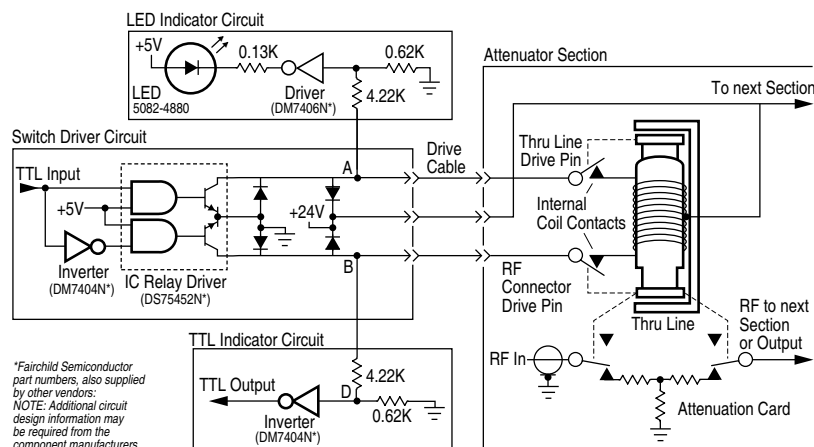 LED Indicator Circuit
+5V
LED
5082-4880
0.13K
Driver
(DM7406N*)
0.62K
4.22K
Attenuator Section
To next Section
Switch Driver Circuit
TTL Input
+5V
Inverter
(DM7404N*)
IC Relay Driver
(DS75452N*)
+24V
A
B
Drive
Cable
Thru Line
Drive Pin
Internal
Coil Contacts
RF
Connector
Drive Pin
Thru Line
RF In
RF to next
Section
or Output
Attenuation Card
TTL Indicator Circuit
4.22K
TTL Output
D
0.62K
Inverter
(DM7404N*)
*Fairchild Semiconductor
part numbers, also supplied
by other vendors:
NOTE: Additional circuit
design information may
be required from the
component manufacturers